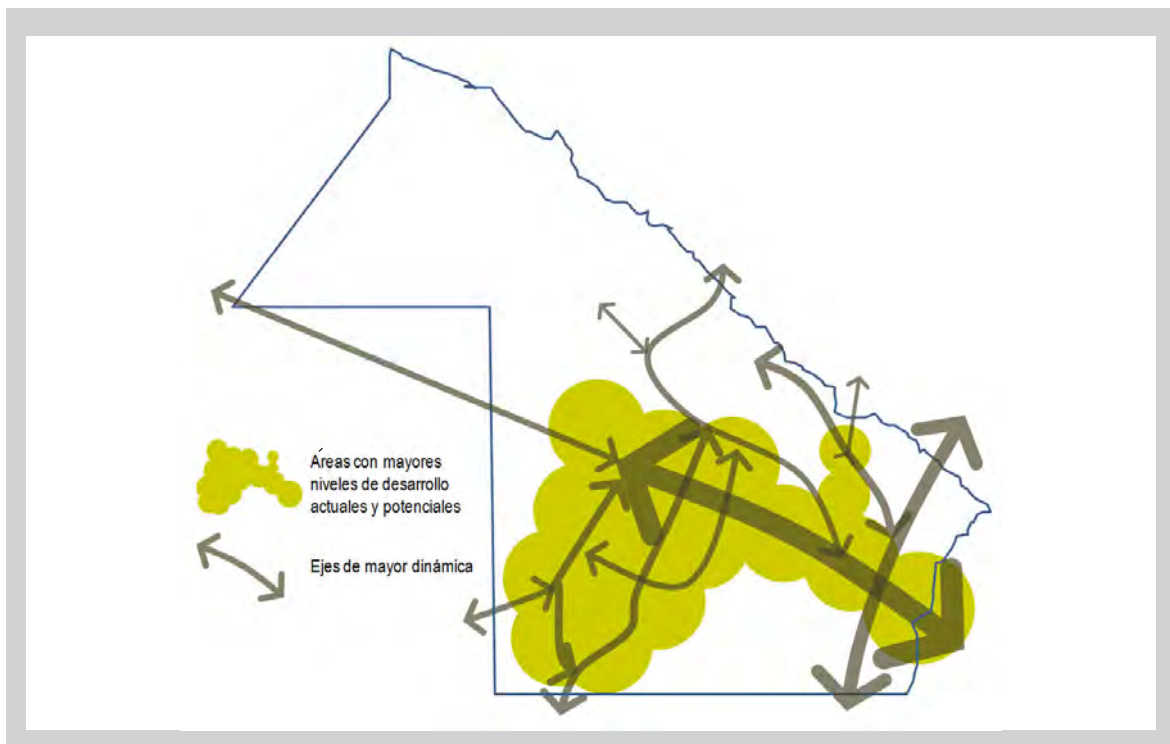 Áreas con mayores
niveles de desarrollo
actuales y potenciales
Ejes de mayor dinámica